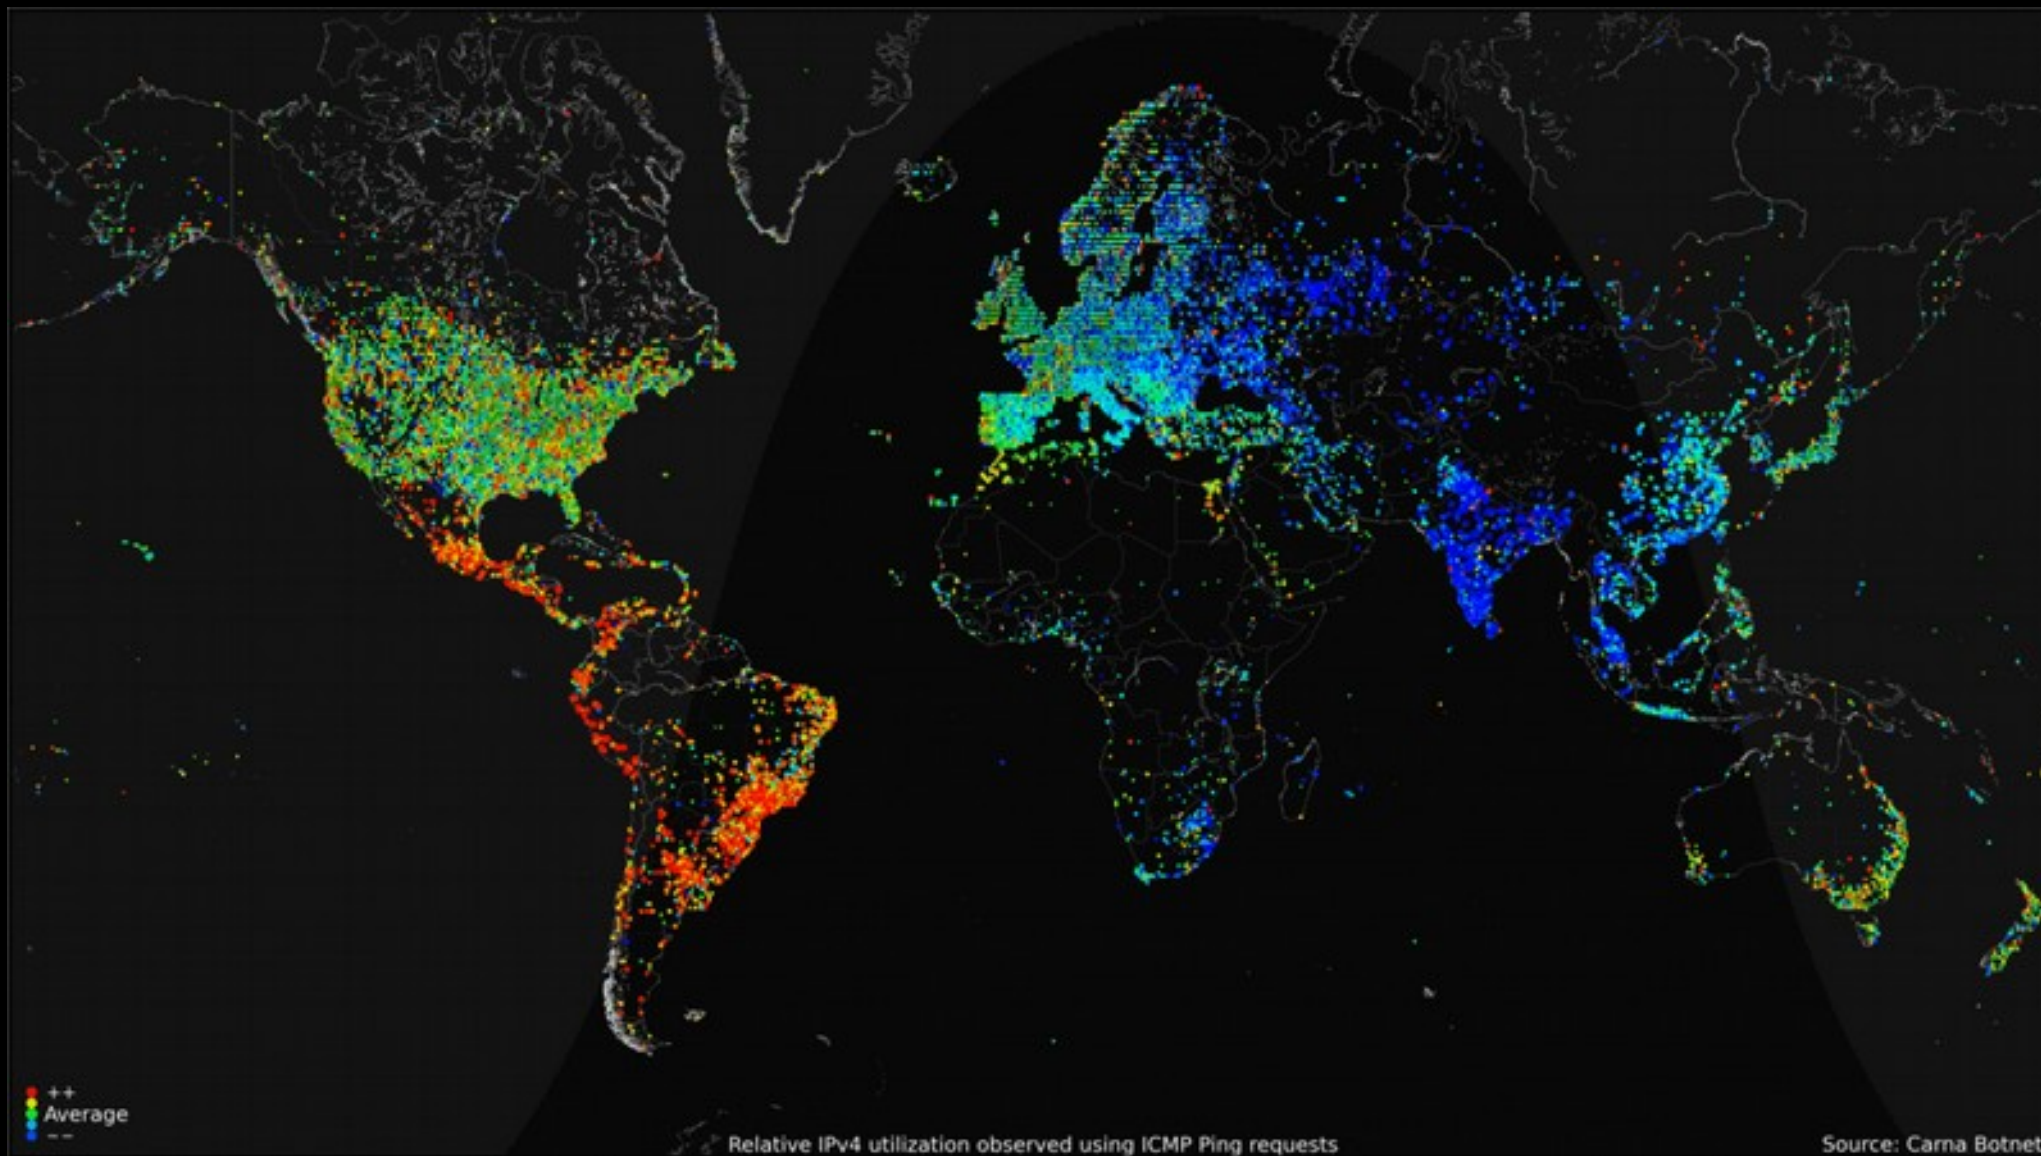 ++
Average
--
Relative IPv4 utilization observed using ICMP Ping requests
Source: Carna Botnet